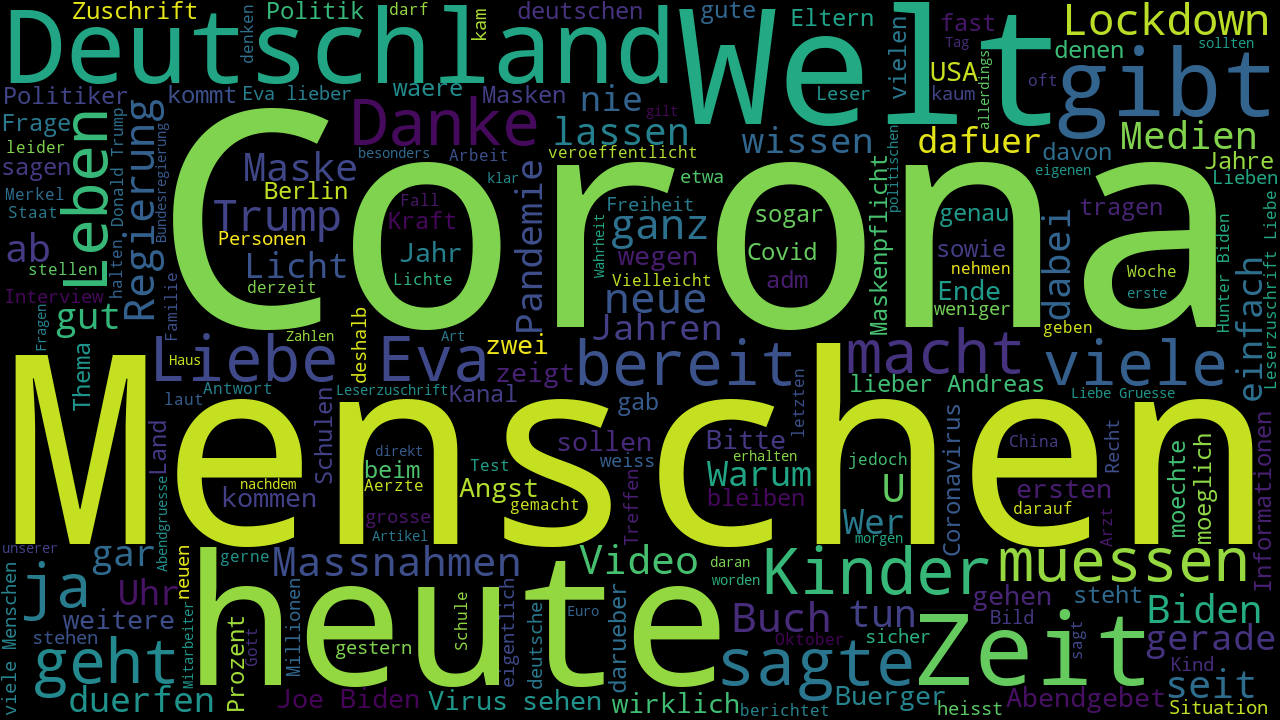 Zuschrift
Politik
darf
kam
deutschen
gute
Eltern
fast
Lockdown
Deutschland
Welt
denken
vielen
Tag
denen
sollten
gibt
USA
allerdings
Politiker
kommt
Eva lieber
waere
Masken
nie
Leser
kaum
oft
Frage
Leben
Donald Trump
Regierung
Bundesregierung
Corona
Danke
lassen
gilt
wissen
politischen
dafuer
davon
Medien
leider
sagen
Maske
besonders
Arbeit
veroeffentlicht
eigenen
Jahre
Lieben
Merkel
Staat
Berlin
klar
Pandemie
etwa
Maskenpflicht
tragen
Trump
Fall
Kraft
Freiheit
sogar
genau
ab
Personen
Wahrheit
ganz
Covid
sowie
dabei
Hunter Biden
Leserzuschrift Liebe
stellen
halten
Licht
Jahr
wegen
adm
nehmen
Woche
einfach
Interview
derzeit
Lichte
Vielleicht
Ende
erste
Familie
neue
weniger
gut
Fragen
Zahlen
deshalb
Art
Jahren
geben
Thema
Liebe
Haus
Eva
zwei
bereit
macht
viele
zeigt
Antwort
Leserzuschrift
Kanal
lieber Andreas
Liebe Gruesse
laut
gab
letzten
Menschen
Land
Schulen
direkt
sollen
Bitte
Coronavirus
China
Recht
Informationen
nachdem
beim
Test
weiss
erhalten
jedoch
moechte
moeglich
Abendgruesse
kommen
Aerzte
Angst
gemacht
Treffen
bleiben
Warum
U
ersten
darauf
grosse
Artikel
Wer
morgen
Arzt
unserer
gar
neuen
gerne
Massnahmen
Video
daran
worden
Kinder
muessen
viele Menschen
ja
Uhr
heute
Millionen
Schule
eigentlich
deutsche
Euro
darueber
Buch
tun
gehen
steht
Biden
weitere
Mitarbeiter
Gott
Oktober
Zeit
Bild
stehen
geht
Prozent
gestern
sagte
sicher
sagt
gerade
Kind
seit
duerfen
Joe Biden
Virus
sehen
wirklich
berichtet
Buerger
heisst
Abendgebet
Situation